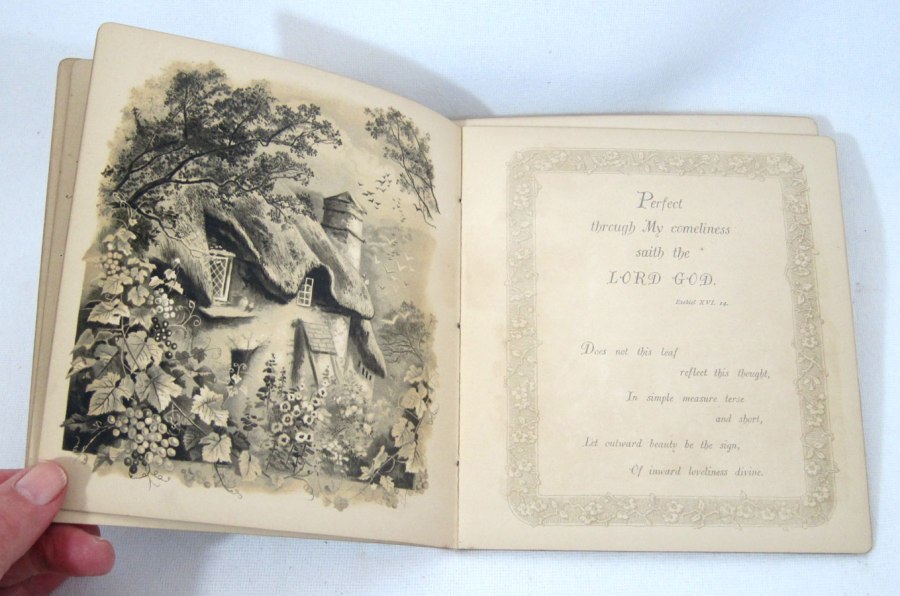 Perfect
through My comeliness
saith the
LORD GOD.
Ezekiel XVI. 14.
Does not this leaf
reflect this thought,
In simple measure terse
and short,
Let outward beauty be the sign,
Of inward loveliness divine.